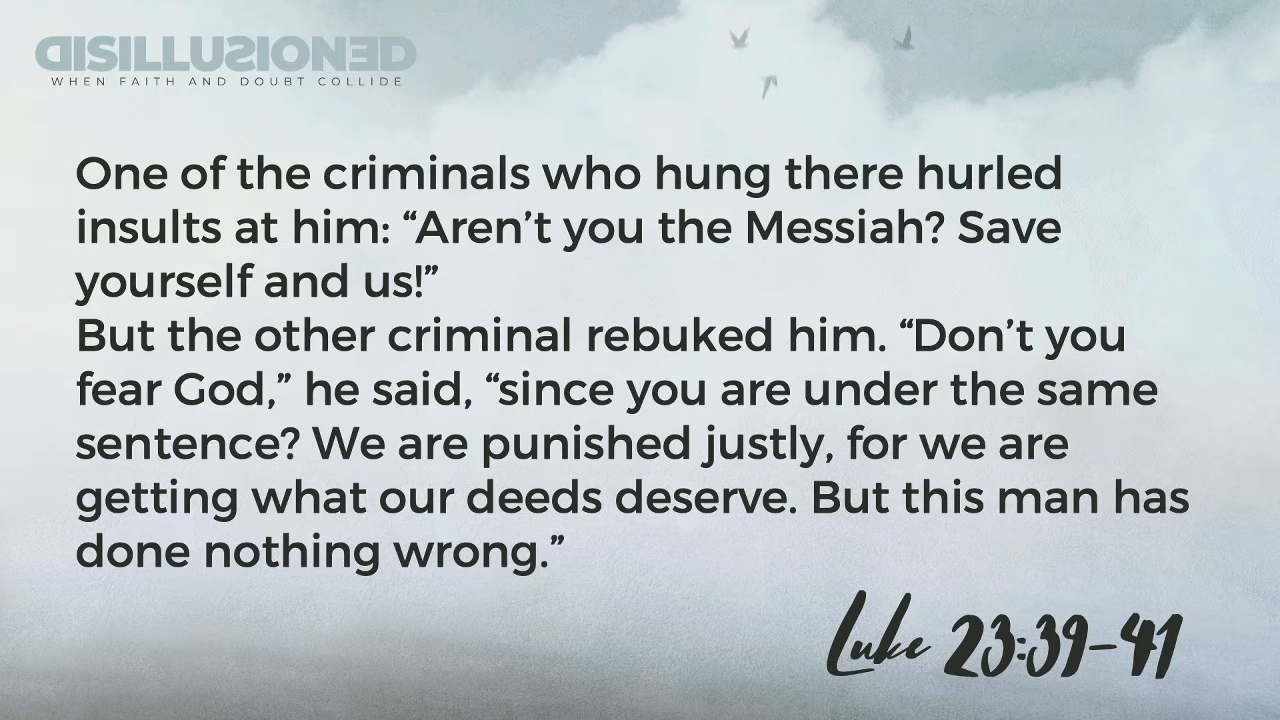 DISILLUSIONED
WHEN FAITH AND DOUBT COLLIDE
One of the criminals who hung there hurled
insults at him: “Aren’t you the Messiah? Save
yourself and us!”
But the other criminal rebuked him. “Don’t you
fear God,” he said, “since you are under the same
sentence? We are punished justly, for we are
getting what our deeds deserve. But this man has
done nothing wrong.”
Luke 23:39-41